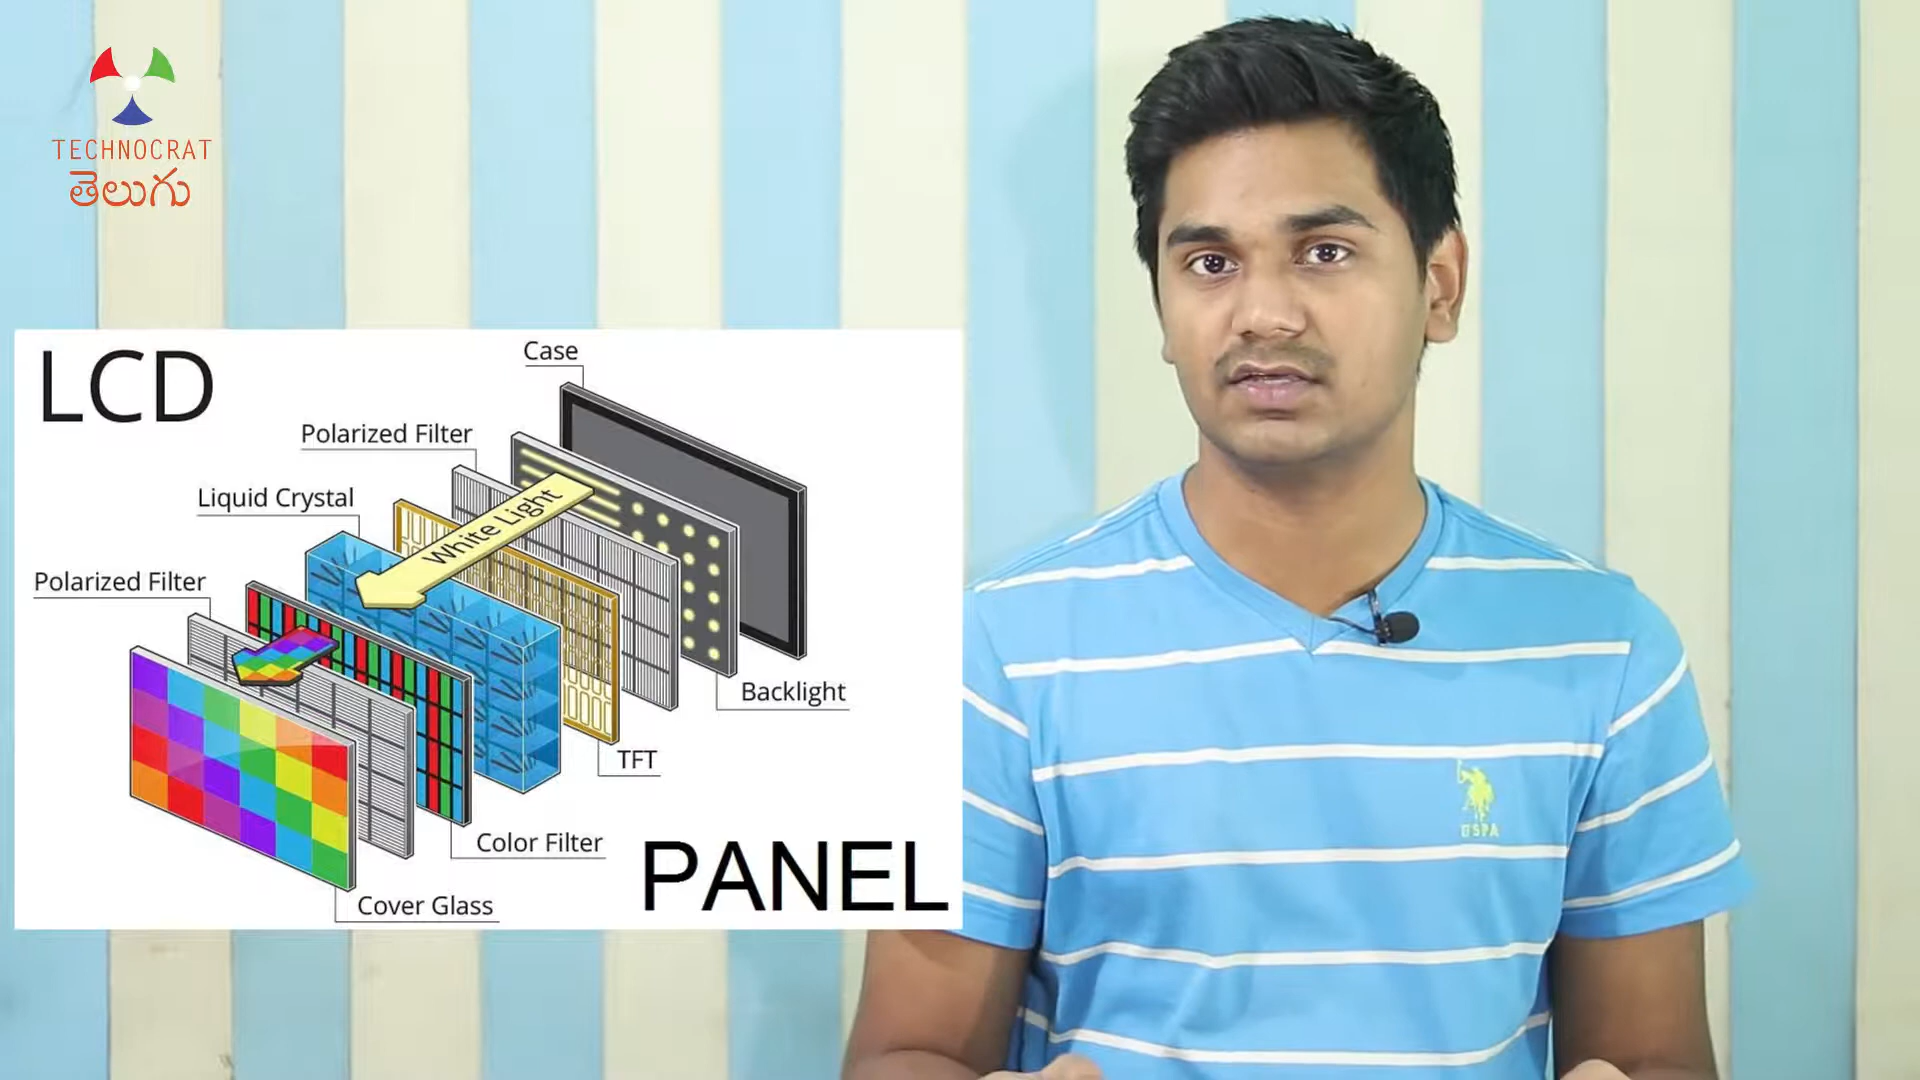 TECHNOCRAT
తెలుగు
LCD
Case
Polarized Filter
Liquid Crystal
White Light
Polarized Filter
Backlight
TFT
Color Filter
PANEL
Cover Glass
USPA